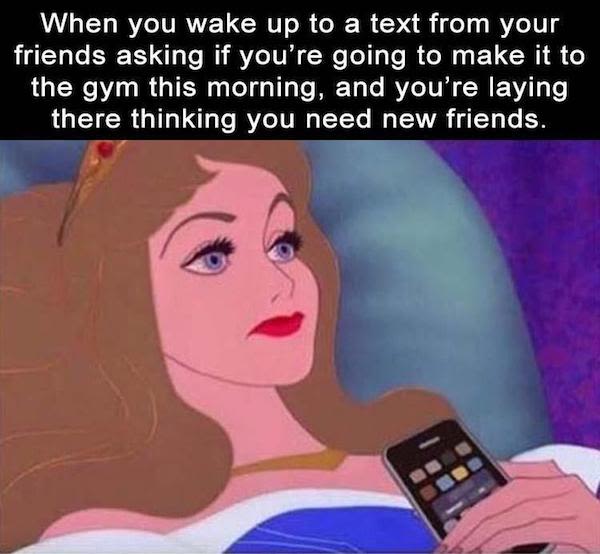 When you wake up to a text from your
friends asking if you’re going to make it to
the gym this morning, and you’re laying
there thinking you need new friends.